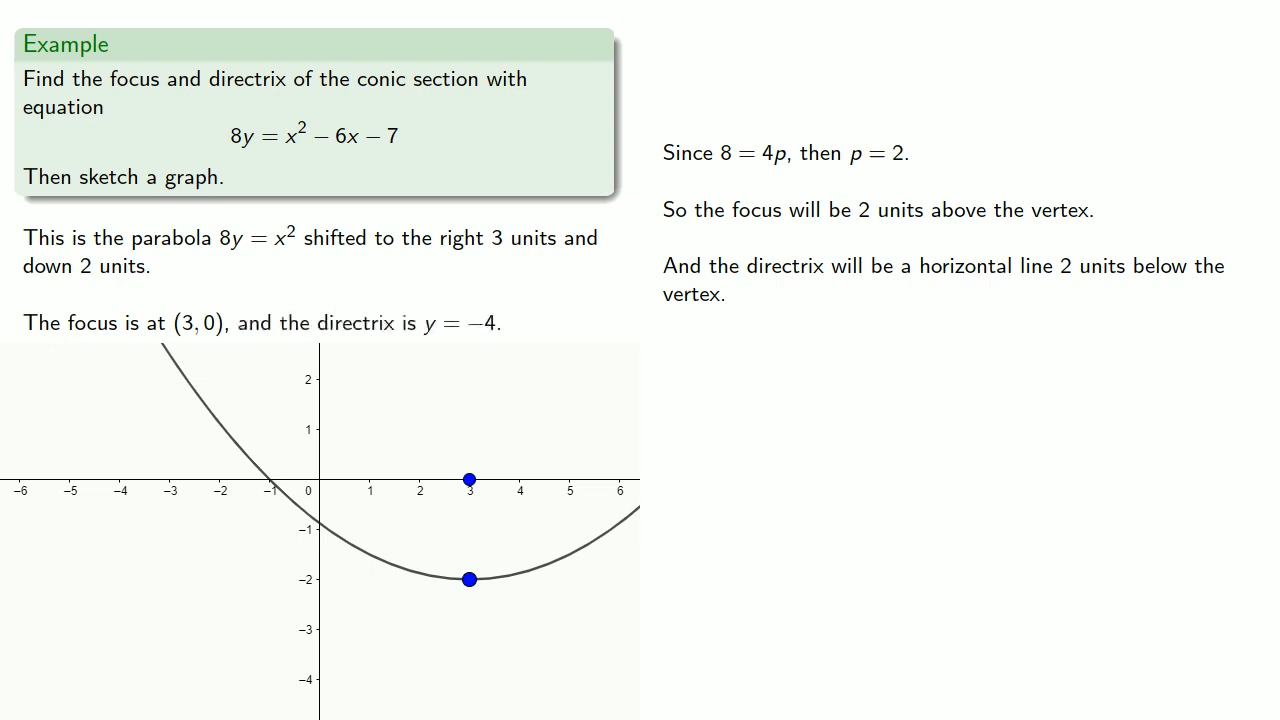 Example
Find the focus and directrix of the conic section with
equation
8y = x² − 6x − 7
Then sketch a graph.
This is the parabola 8y = x² shifted to the right 3 units and
down 2 units.
The focus is at (3, 0), and the directrix is y = −4.
2
1
−6 −5 −4 −3 −2 −1 0 1 2 3 4 5 6
−1
−2
−3
−4
Since 8 = 4p, then p = 2.
So the focus will be 2 units above the vertex.
And the directrix will be a horizontal line 2 units below the
vertex.